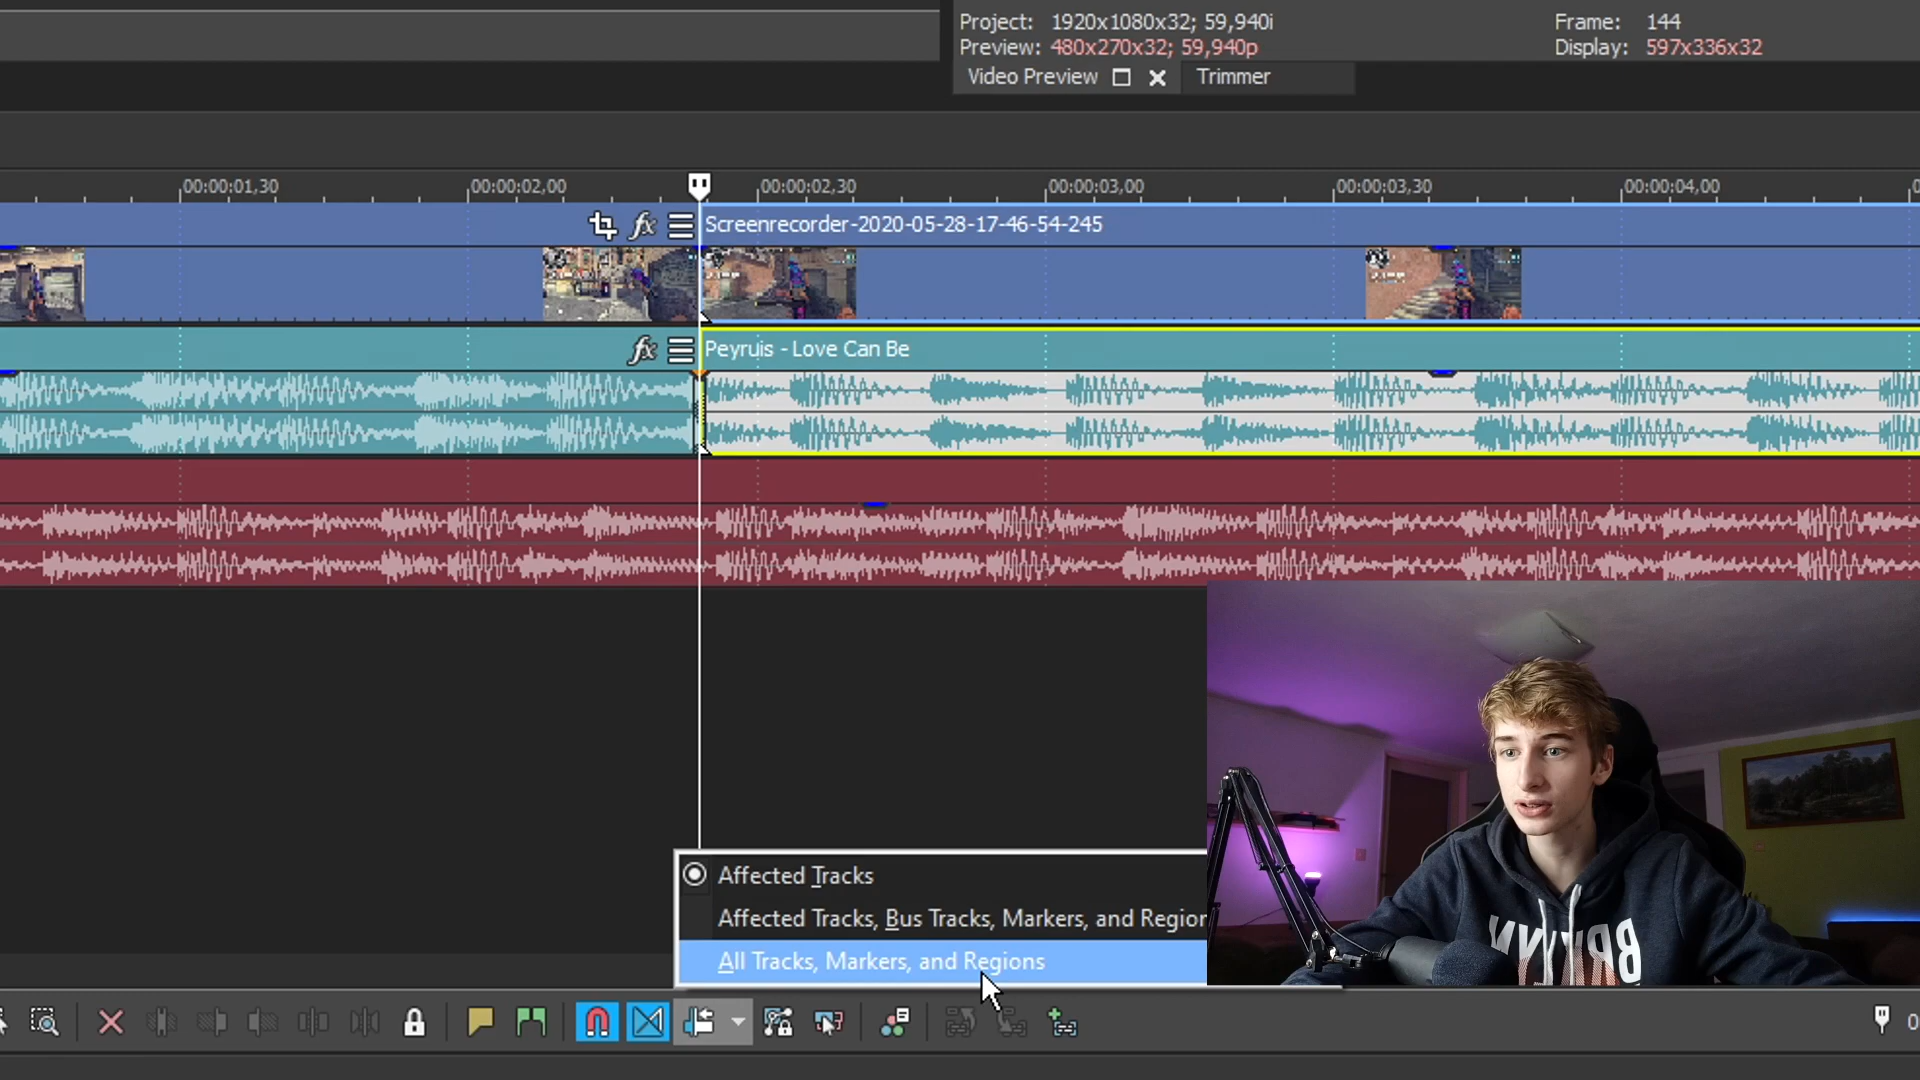 Project: 1920x1080x32; 59,940i
Frame: 144
Preview: 480x270x32; 59,940p
Display: 597x336x32
Video Preview
Trimmer
00:00:01,30
00:00:02,00
00:00:02,30
00:00:03,00
00:00:03,30
00:00:04,00
fx Screenrecorder-2020-05-28-17-46-54-245
fx Peyruis - Love Can Be
Affected Tracks
Affected Tracks, Bus Tracks, Markers, and Region
All Tracks, Markers, and Regions